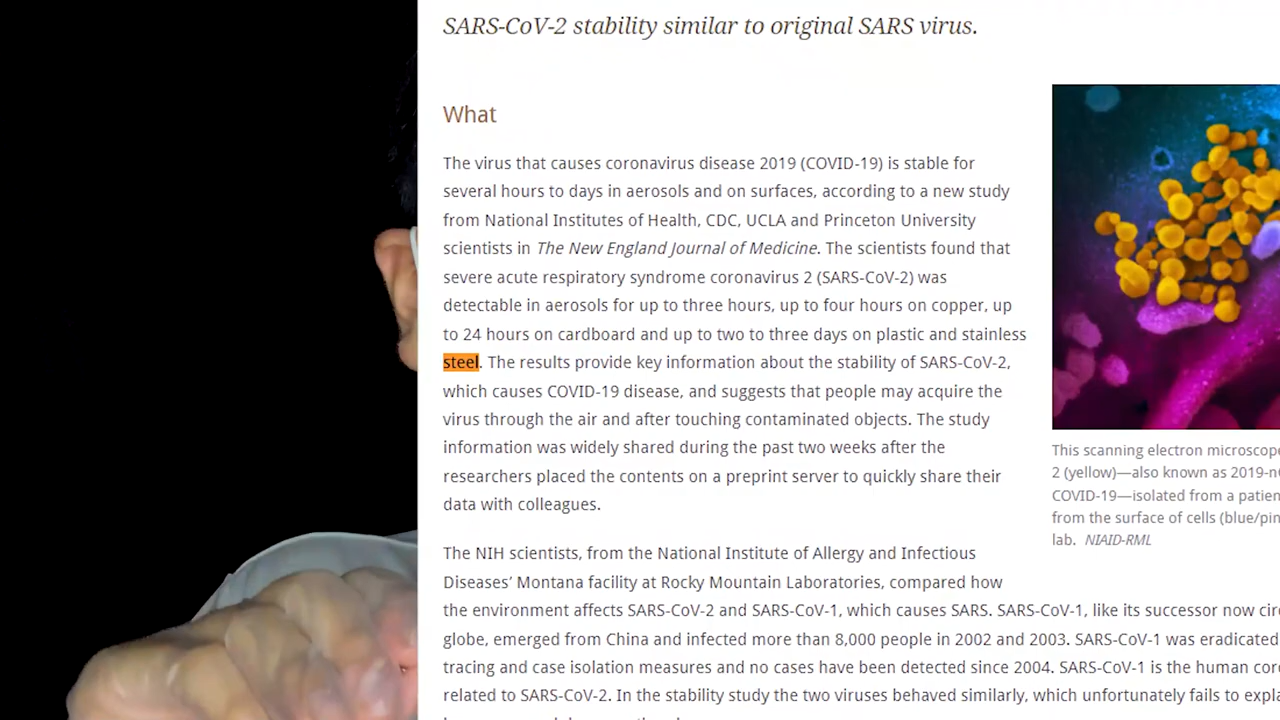 SARS-CoV-2 stability similar to original SARS virus.
What
The virus that causes coronavirus disease 2019 (COVID-19) is stable for
several hours to days in aerosols and on surfaces, according to a new study
from National Institutes of Health, CDC, UCLA and Princeton University
scientists in The New England Journal of Medicine. The scientists found that
severe acute respiratory syndrome coronavirus 2 (SARS-CoV-2) was
detectable in aerosols for up to three hours, up to four hours on copper, up
to 24 hours on cardboard and up to two to three days on plastic and stainless
steel. The results provide key information about the stability of SARS-CoV-2,
which causes COVID-19 disease, and suggests that people may acquire the
virus through the air and after touching contaminated objects. The study
information was widely shared during the past two weeks after the
researchers placed the contents on a preprint server to quickly share their
data with colleagues.
This scanning electron microscope
2 (yellow)—also known as 2019-n
COVID-19—isolated from a patien
from the surface of cells (blue/pin
lab. NIAID-RML
The NIH scientists, from the National Institute of Allergy and Infectious
Diseases’ Montana facility at Rocky Mountain Laboratories, compared how
the environment affects SARS-CoV-2 and SARS-CoV-1, which causes SARS. SARS-CoV-1, like its successor now cir
globe, emerged from China and infected more than 8,000 people in 2002 and 2003. SARS-CoV-1 was eradicated
tracing and case isolation measures and no cases have been detected since 2004. SARS-CoV-1 is the human cor
related to SARS-CoV-2. In the stability study the two viruses behaved similarly, which unfortunately fails to expla